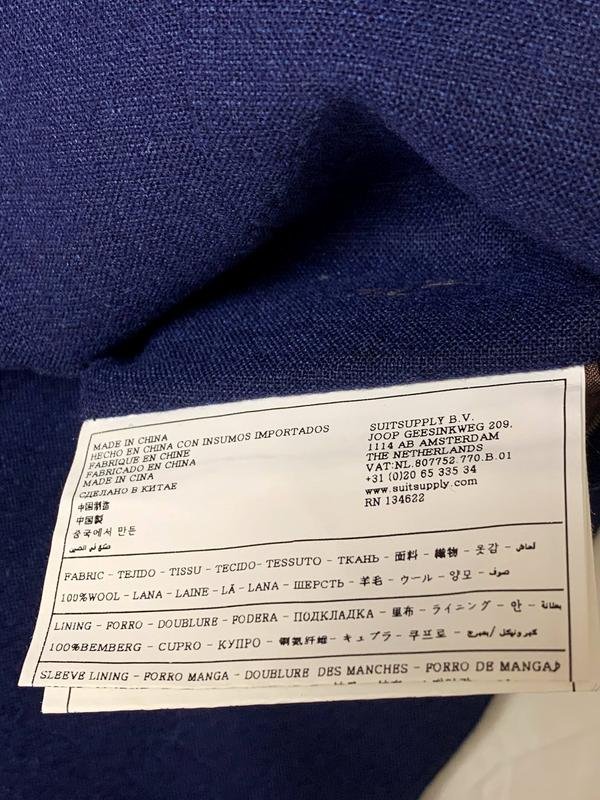 MADE IN CHINA
HECHO EN CHINA CON INSUMOS IMPORTADOS
FABRIQUE EN CHINE
FABRICADO EN CHINA
MADE IN CINA
СДЕЛАНО В КИТАЕ
中国制造
中国製
중국에서 만든
صنع في الصين
SUITSUPPLY B.V.
JOOP GEESINKWEG 209,
1114 AB AMSTERDAM
THE NETHERLANDS
VAT:NL.807752.770.B.01
+31 (0)20 65 335 34
www.suitsupply.com
RN 134622
FABRIC - TEJIDO - TISSU - TECIDO- TESSUTO - ТКАНЬ - 面料 - 織物 - 옷감 - لعاش
100%WOOL - LANA - LAINE - LÃ - LANA - ШЕРСТЬ - 羊毛 - ウール - 양모 - صوف
LINING - FORRO - DOUBLURE - FODERA - ПОДКЛАДКА - 里布 - ライニング - 안 - بطانة
100%BEMBERG - CUPRO - КУПРО - 铜氨纤维- キュプラ- 쿠프로 -
SLEEVE LINING - FORRO MANGA - DOUBLURE DES MANCHES - FORRO DE MANGA